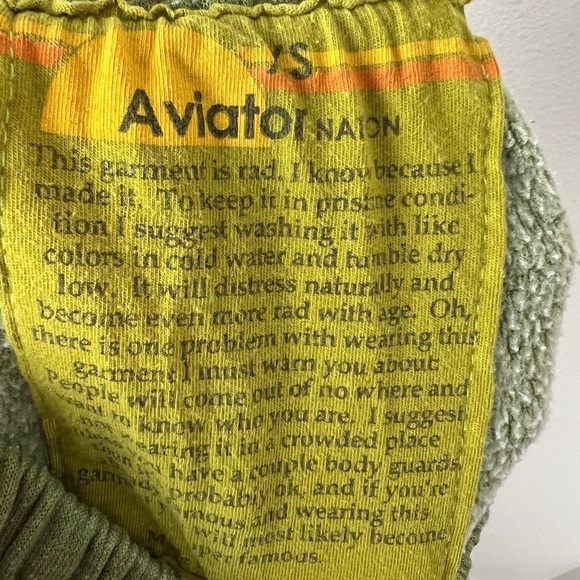 YS
Aviator NATION
This garment is rad. I know because I
made it. To keep it in pristine condi-
tion I suggest washing it with like
colors in cold water and tumble dry
low. It will distress naturally and
become even more rad with age. Oh,
there is one problem with wearing this
garment I must warn you about:
People will come out of no where and
want to know who you are. I suggest
wearing it in a crowded place
have a couple body guards
garment probably ok, and if you're
famous and wearing this
will most likely become
super famous.